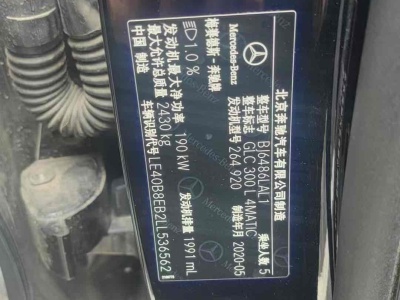 Mercedes-Benz
梅赛德斯-奔驰牌
北京奔驰汽车有限公司制造
整车型号 BJ6486LAL1 乘坐人数 5
整车标志 GLC 300 L 4MATIC
发动机型号 264 920 制造年月 2020-05
1.0 %
发动机最大净功率 190 kW 发动机排量 1991 mL
最大允许总质量 2430 kg
车辆识别代号 LE40B8EB2LL536562
中国 制造